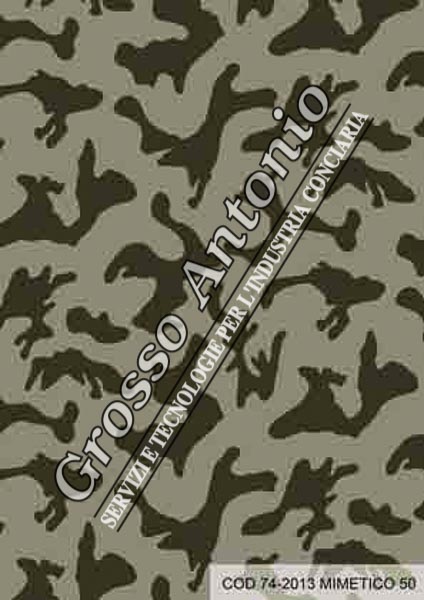 Grosso Antonio
SERVIZI E TECNOLOGIE PER L'INDUSTRIA CONCIARIA
COD 74-2013 MIMETICO 50